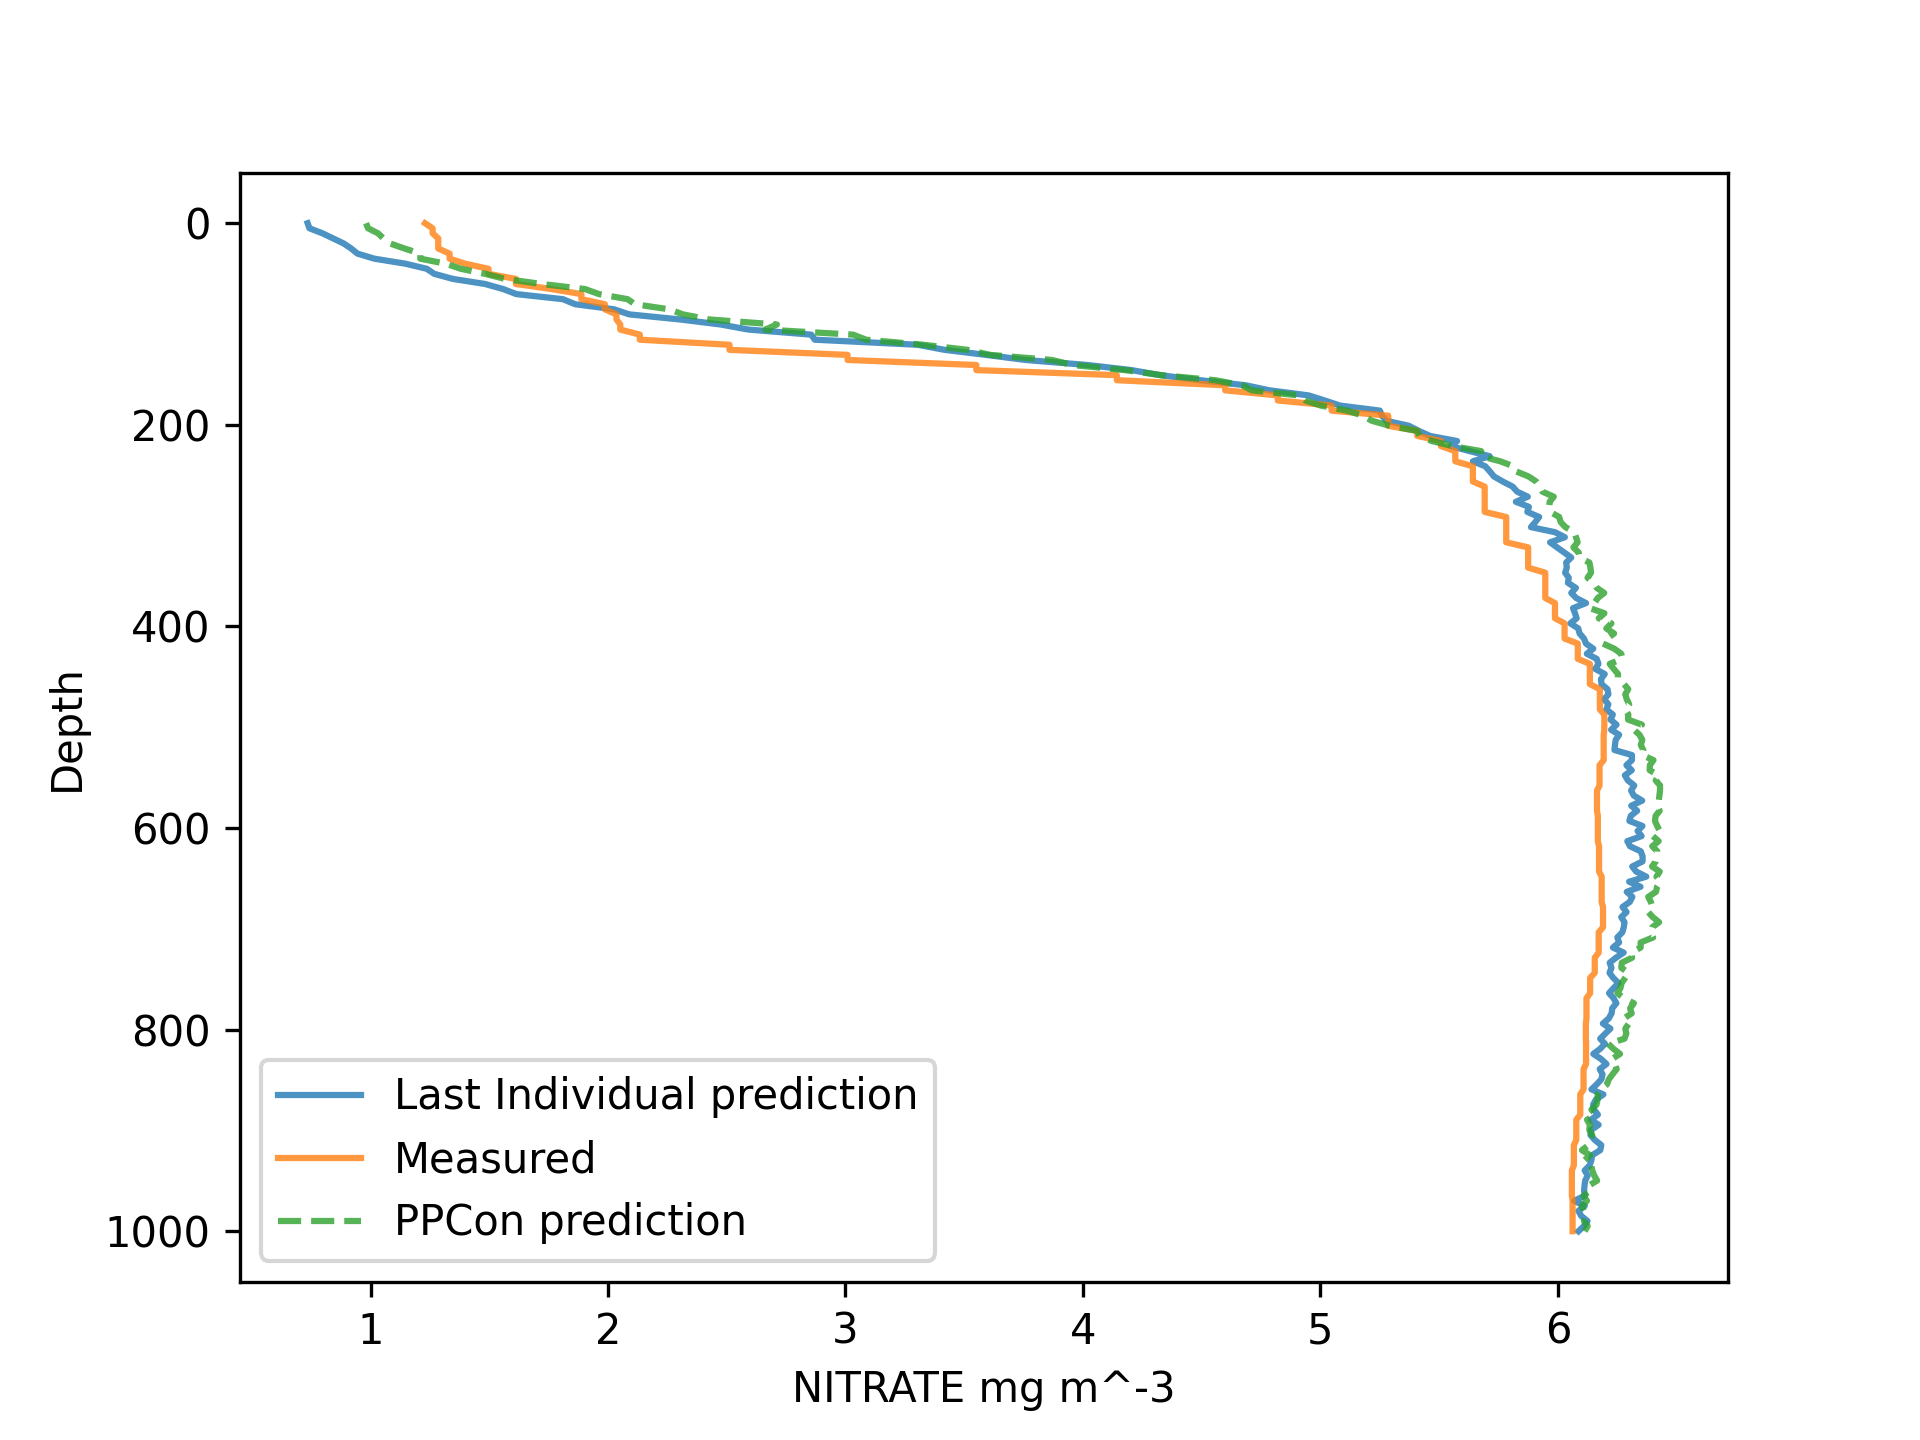 0
200
400
600
800
1000
Depth
Last Individual prediction
Measured
PPCon prediction
1 2 3 4 5 6
NITRATE mg m^-3